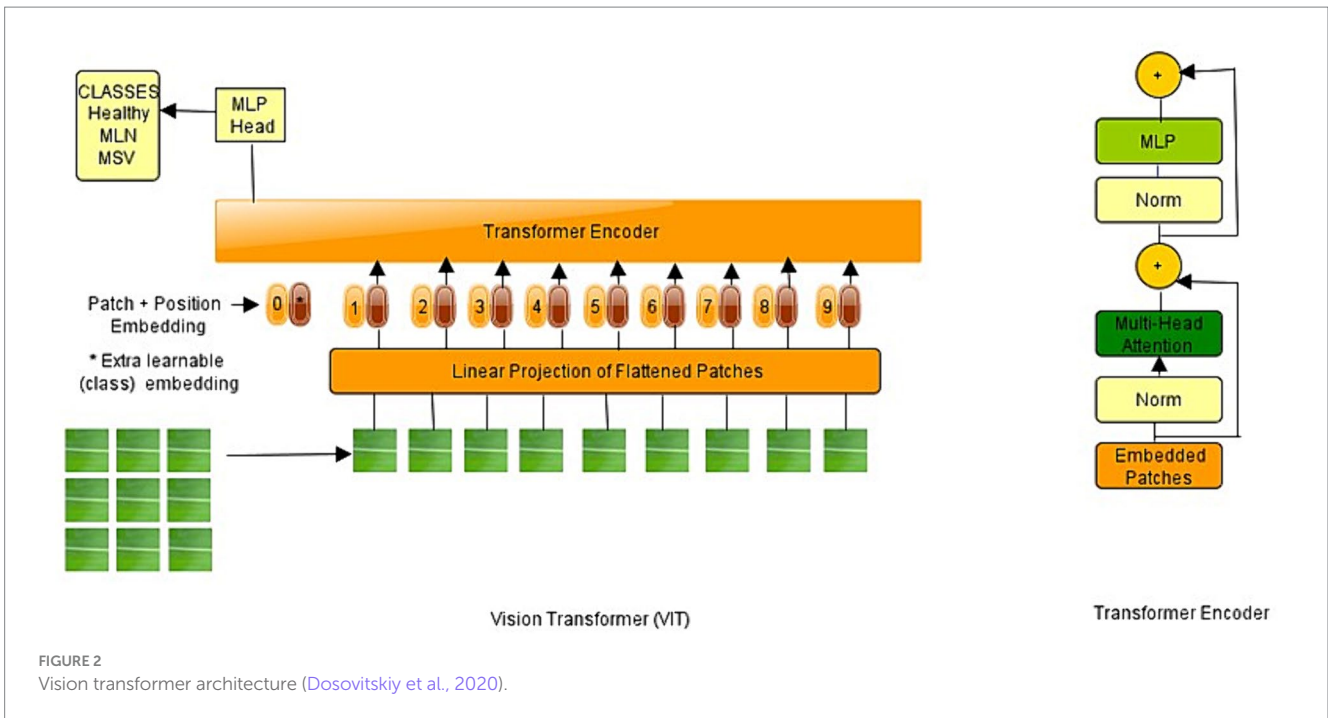 CLASSES
Healthy
MLN
MSV
MLP
Head
Transformer Encoder
Patch + Position
Embedding
0 * 1 2 3 4 5 6 7 8 9
* Extra learnable
(class) embedding
Linear Projection of Flattened Patches
Vision Transformer (VIT)
+
MLP
Norm
+
Multi-Head
Attention
Norm
Embedded
Patches
Transformer Encoder
FIGURE 2
Vision transformer architecture (Dosovitskiy et al., 2020).